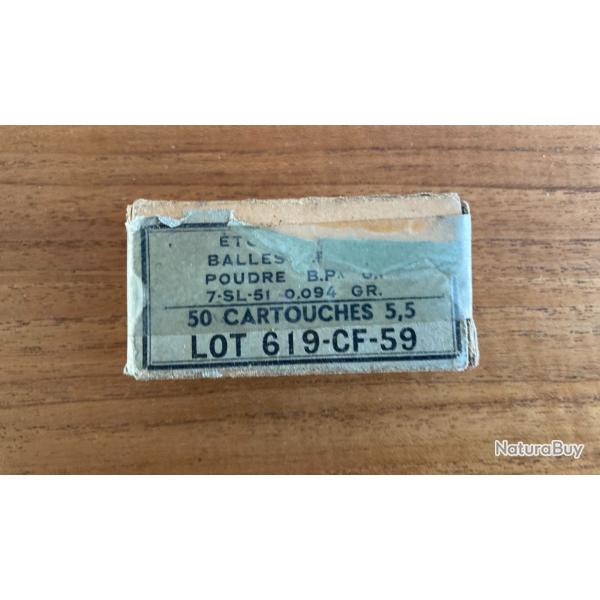 BALLES
POUDRE B.P.
7-SL-51 0,094 GR.
50 CARTOUCHES 5,5
LOT 619-CF-59
NaturaBuy